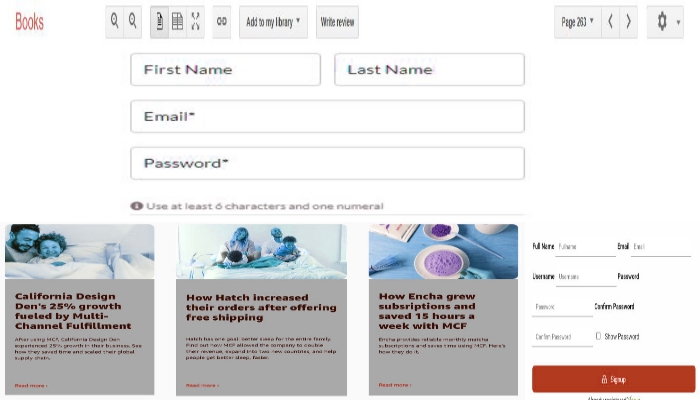 Books
Add to my library
Write review
Page 263
First Name
Last Name
Email*
Password*
Use at least 6 characters and one numeral
California Design
Den's 25% growth
fueled by Multi-
Channel Fulfillment
After using MCF, California Design Den
experienced 25% growth in their business. See
how they saved time and scaled their global
supply chain.
Read more ›
How Hatch increased
their orders after offering
free shipping
Hatch has one goal: better sleep for the entire family.
Find out how MCF allowed the company to double
their revenue, expand into two new countries, and help
people get better sleep, faster.
Read more ›
How Encha grew
subsriptions and
saved 15 hours a
week with MCF
Encha provides reliable monthly matcha
subscriptions and saves time using MCF. Here's
how they do it.
Read more ›
Full Name Fullname Email Email
Username Username Password
Password Confirm Password
Confirm Password Show Password
Signup